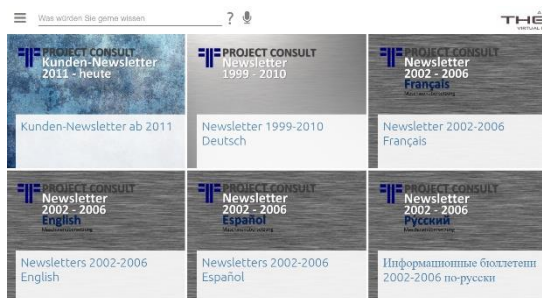 Was würden Sie gerne wissen
?
THE
VIRTUAL
PROJECT CONSULT
Kunden-Newsletter
2011 - heute
Kunden-Newsletter ab 2011
PROJECT CONSULT
Newsletter
1999 - 2010
Newsletter 1999-2010
Deutsch
PROJECT CONSULT
Newsletter
2002 - 2006
Français
Newsletter 2002-2006
Français
PROJECT CONSULT
Newsletter
2002 - 2006
English
Newsletters 2002-2006
English
PROJECT CONSULT
Newsletter
2002 - 2006
Español
Newsletters 2002-2006
Español
PROJECT CONSULT
Newsletter
2002 - 2006
Русский
Информационные бюллетени
2002-2006 по-русски